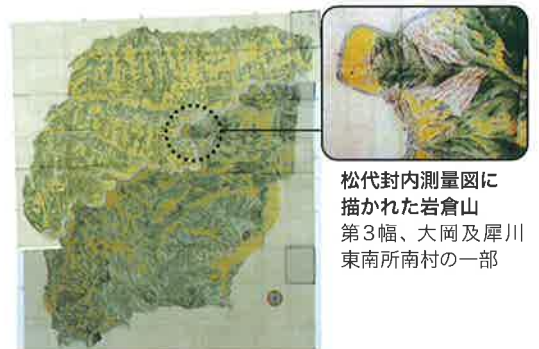 松代封内測量図に
描かれた岩倉山
第3幅、大岡及犀川
東南所南村の一部